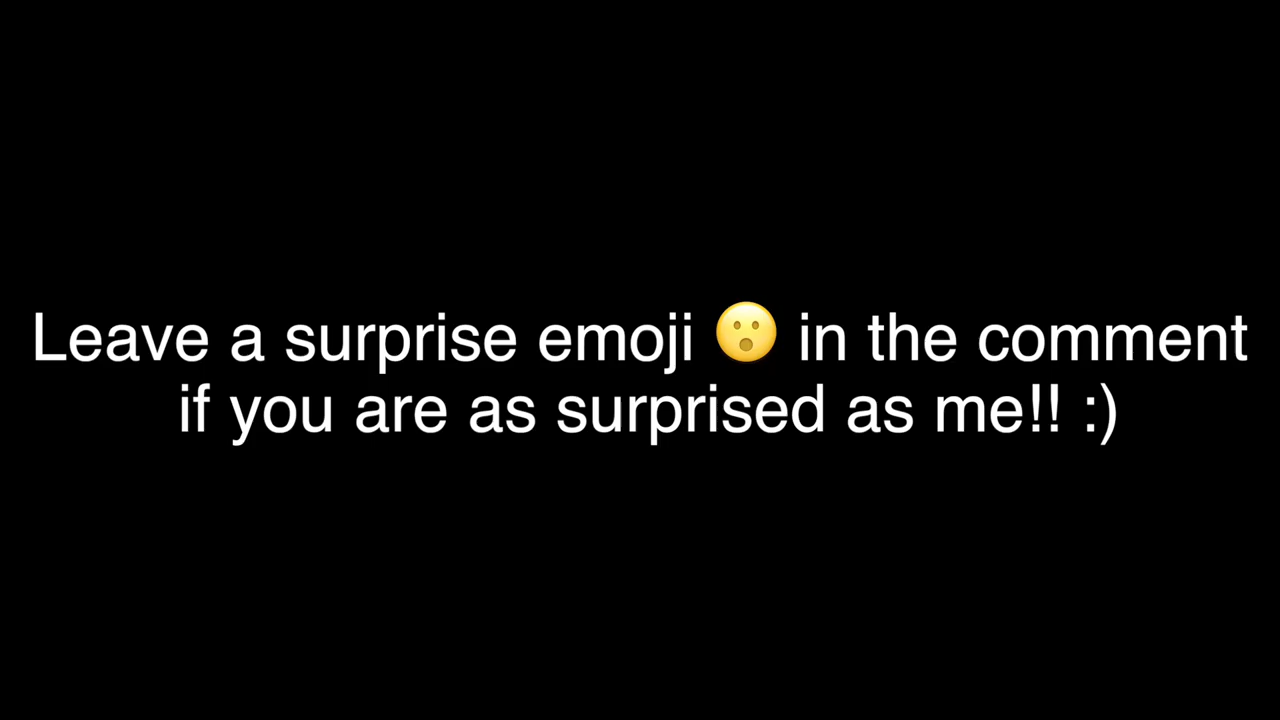 Leave a surprise emoji 😮 in the comment
if you are as surprised as me!! :)